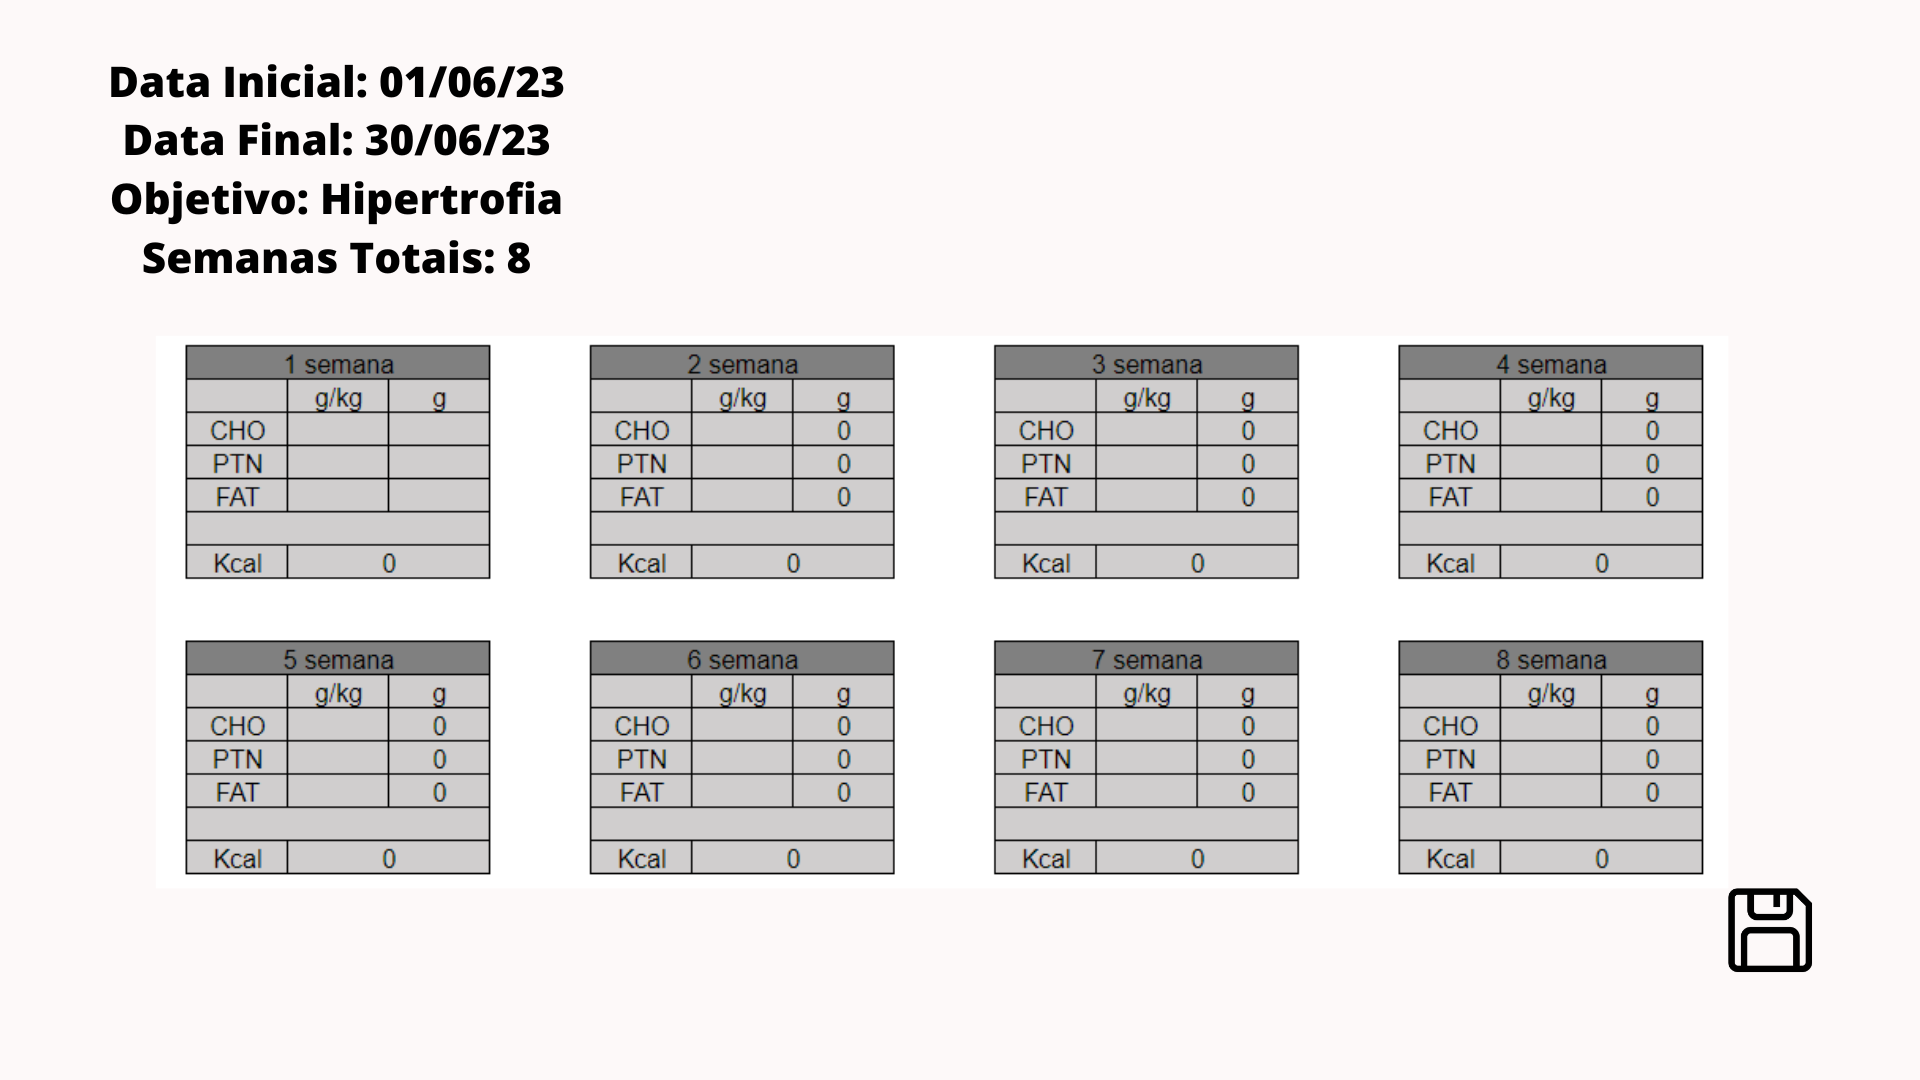 Data Inicial: 01/06/23
Data Final: 30/06/23
Objetivo: Hipertrofia
Semanas Totais: 8
1 semana
g/kg g
CHO
PTN
FAT
Kcal 0
2 semana
g/kg g
CHO 0
PTN 0
FAT 0
Kcal 0
3 semana
g/kg g
CHO 0
PTN 0
FAT 0
Kcal 0
4 semana
g/kg g
CHO 0
PTN 0
FAT 0
Kcal 0
5 semana
g/kg g
CHO 0
PTN 0
FAT 0
Kcal 0
6 semana
g/kg g
CHO 0
PTN 0
FAT 0
Kcal 0
7 semana
g/kg g
CHO 0
PTN 0
FAT 0
Kcal 0
8 semana
g/kg g
CHO 0
PTN 0
FAT 0
Kcal 0